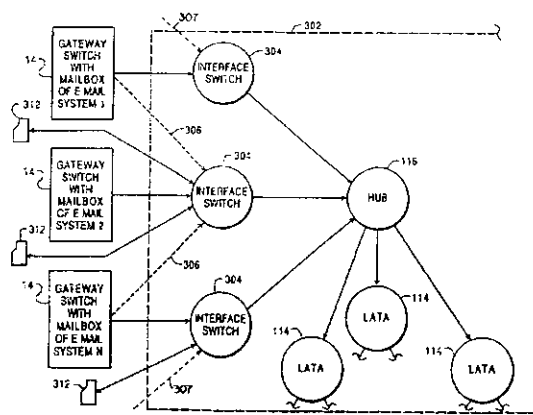 307
302
14
GATEWAY
SWITCH
WITH
MAILBOX
OF E MAIL
SYSTEM 1
INTERFACE
SWITCH
304
312
306
14
GATEWAY
SWITCH
WITH
MAILBOX
OF E MAIL
SYSTEM 2
INTERFACE
SWITCH
304
116
HUB
312
306
14
GATEWAY
SWITCH
WITH
MAILBOX
OF E MAIL
SYSTEM N
304
INTERFACE
SWITCH
114
LATA
114
LATA
114
LATA
312
307